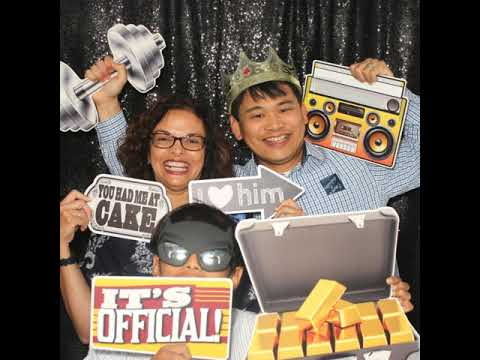 I ♥ him
YOU HAD ME AT
CAKE
IT'S
OFFICIAL!